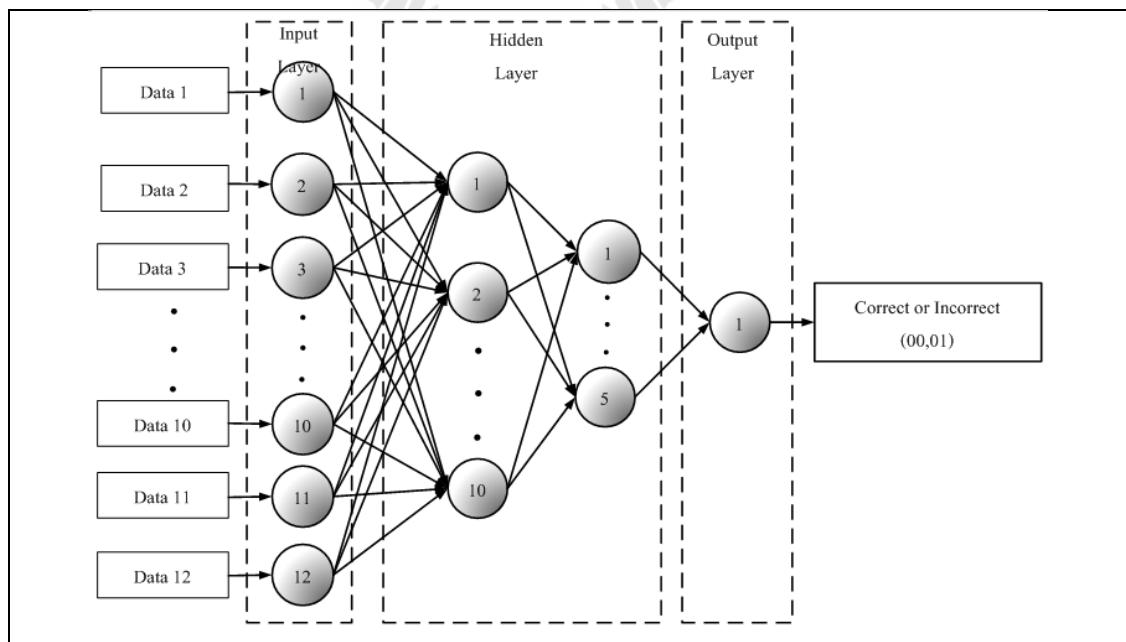 Input
Layer
Hidden
Layer
Output
Layer
Data 1
1
Data 2
2
1
Data 3
3
1
2
1
Correct or Incorrect
(00,01)
5
Data 10
10
10
Data 11
11
Data 12
12